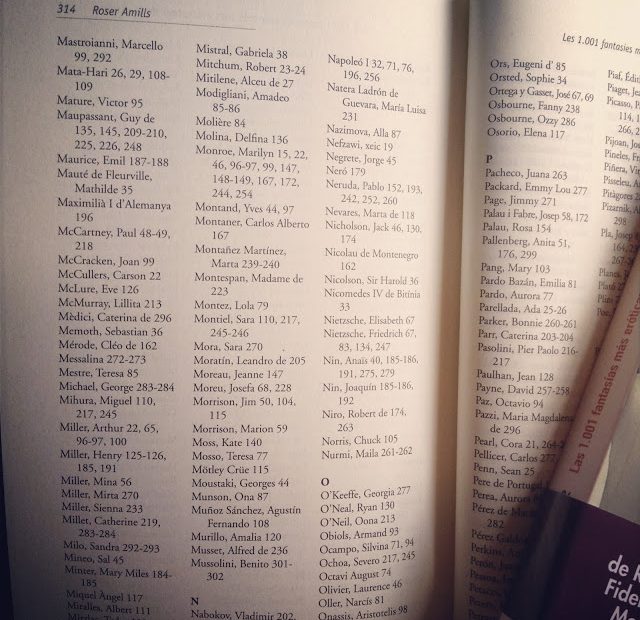 314 Roser Amills
Mastroianni, Marcello
99, 292
Mata-Hari 26, 29, 108-
109
Mature, Victor 95
Maupassant, Guy de
135, 145, 209-210,
225, 226, 248
Maurice, Emil 187-188
Mauté de Fleurville,
Mathilde 35
Maximilià I d'Alemanya
196
McCartney, Paul 48-49,
218
McCracken, Joan 99
McCullers, Carson 22
McLure, Eve 126
McMurray, Lillita 213
Mèdici, Caterina de 296
Memoth, Sebastian 36
Mérode, Cléo de 162
Messalina 272-273
Mestre, Teresa 85
Michael, George 283-284
Mihura, Miguel 110,
217, 245
Miller, Arthur 22, 65,
96-97, 100
Miller, Henry 125-126,
185, 191
Miller, Mina 56
Miller, Mirta 270
Miller, Sienna 233
Millet, Catherine 219,
283-284
Milo, Sandra 292-293
Mineo, Sal 45
Minter, Mary Miles 184-
185
Miquel Àngel 117
Miralles, Albert 111
Mistral, Gabriela 38
Mitchum, Robert 23-24
Mitilene, Alceu de 27
Modigliani, Amadeo
85-86
Molière 84
Molina, Delfina 136
Monroe, Marilyn 15, 22,
46, 96-97, 99, 147,
148-149, 167, 172,
244, 254
Montand, Yves 44, 97
Montaner, Carlos Alberto
167
Montañez Martínez,
Marta 239-240
Montespan, Madame de
223
Montez, Lola 79
Montiel, Sara 110, 217,
245-246
Mora, Sara 270
Moratín, Leandro de 205
Moreau, Jeanne 147
Moreu, Josefa 68, 228
Morrison, Jim 50, 104,
115
Morrison, Marion 59
Moss, Kate 140
Mosso, Teresa 77
Mötley Crüe 115
Moustaki, Georges 44
Munson, Ona 87
Muñoz Sánchez, Agustín
Fernando 108
Murillo, Amalia 120
Musset, Alfred de 236
Mussolini, Benito 301-
302
N
Nabokov, Vladimir 202,
Napoleó I 32, 71, 76,
196, 256
Natera Ladrón de
Guevara, María Luisa
231
Nazimova, Alla 87
Nefzawi, xeic 19
Negrete, Jorge 45
Neró 179
Neruda, Pablo 152, 193,
242, 252, 260
Nevares, Marta de 118
Nicholson, Jack 46, 130,
174
Nicolau de Montenegro
162
Nicolson, Sir Harold 36
Nicomedes IV de Bitínia
33
Nietzsche, Elisabeth 67
Nietzsche, Friedrich 67,
83, 134, 247
Nin, Anaïs 40, 185-186,
191, 275, 279
Nin, Joaquín 185-186,
192
Niro, Robert de 174,
263
Norris, Chuck 105
Nurmi, Maila 261-262
O
O'Keeffe, Georgia 277
O'Neal, Ryan 130
O'Neil, Oona 213
Obiols, Armand 93
Ocampo, Silvina 71, 94
Ochoa, Severo 217, 245
Octavi August 74
Olivier, Laurence 46
Oller, Narcís 81
Onassis, Aristotelis 98
Les 1.001 fantasies m
Ors, Eugeni d' 85
Orsted, Sophie 34
Ortega y Gasset, José 67, 69
Osbourne, Fanny 238
Osbourne, Ozzy 286
Osorio, Elena 117
P
Pacheco, Juana 263
Packard, Emmy Lou 277
Page, Jimmy 271
Palau i Fabre, Josep 58, 172
Palau, Rosa 154
Pallenberg, Anita 51,
176, 299
Pang, Mary 103
Pardo Bazán, Emilia 81
Pardo, Aurora 77
Parellada, Ada 25-26
Parker, Bonnie 260-261
Parr, Caterina 203-204
Pasolini, Pier Paolo 216-
217
Paulhan, Jean 128
Payne, David 257-258
Paz, Octavio 94
Pazzi, Maria Magdalena
de 296
Pearl, Cora 21, 264-
Pellicer, Carlos 277
Penn, Sean 25
Pere de Portugal
Perea, Aurora
Pérez de Mar
282
Pérez Galdó
Perkins, An
Perón, Jua
Pessoa,
Piaf, Édi
Piaget, Je
Picasso, P
114, 1
266,
Pijoan, Jo
Pineles, Fr
Piñera, Vir
Pisseleu, A
Pitàgores 2
Pizarnik, A
298
Pla, Josep
Las 1.001 fantasías más eróti
de R
Fidel